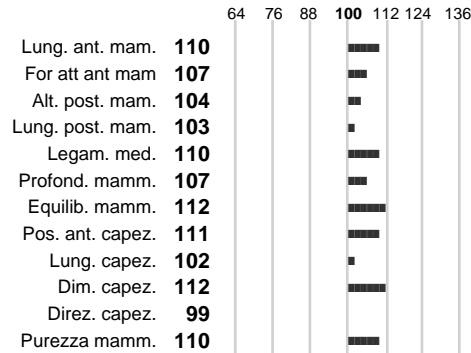 64 76 88 100 112 124 136
Lung. ant. mam. 110
For att ant mam 107
Alt. post. mam. 104
Lung. post. mam. 103
Legam. med. 110
Profond. mamm. 107
Equilib. mamm. 112
Pos. ant. capez. 111
Lung. capez. 102
Dim. capez. 112
Direz. capez. 99
Purezza mamm. 110